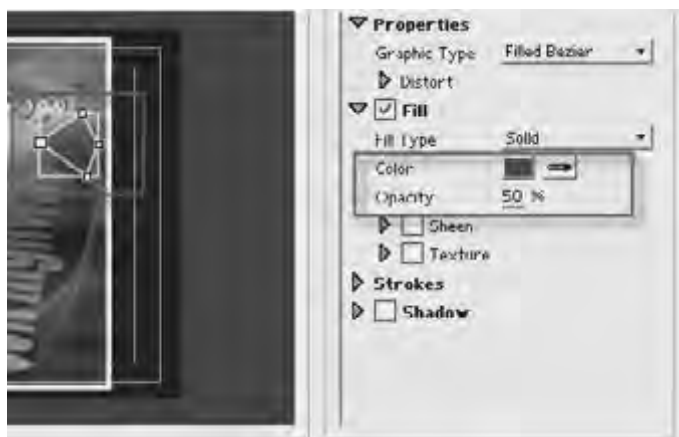 Properties
Graphic Type Filled Bezier
Distort
Fill
Fill Type Solid
Color
Opacity 50 %
Sheen
Texture
Strokes
Shadow